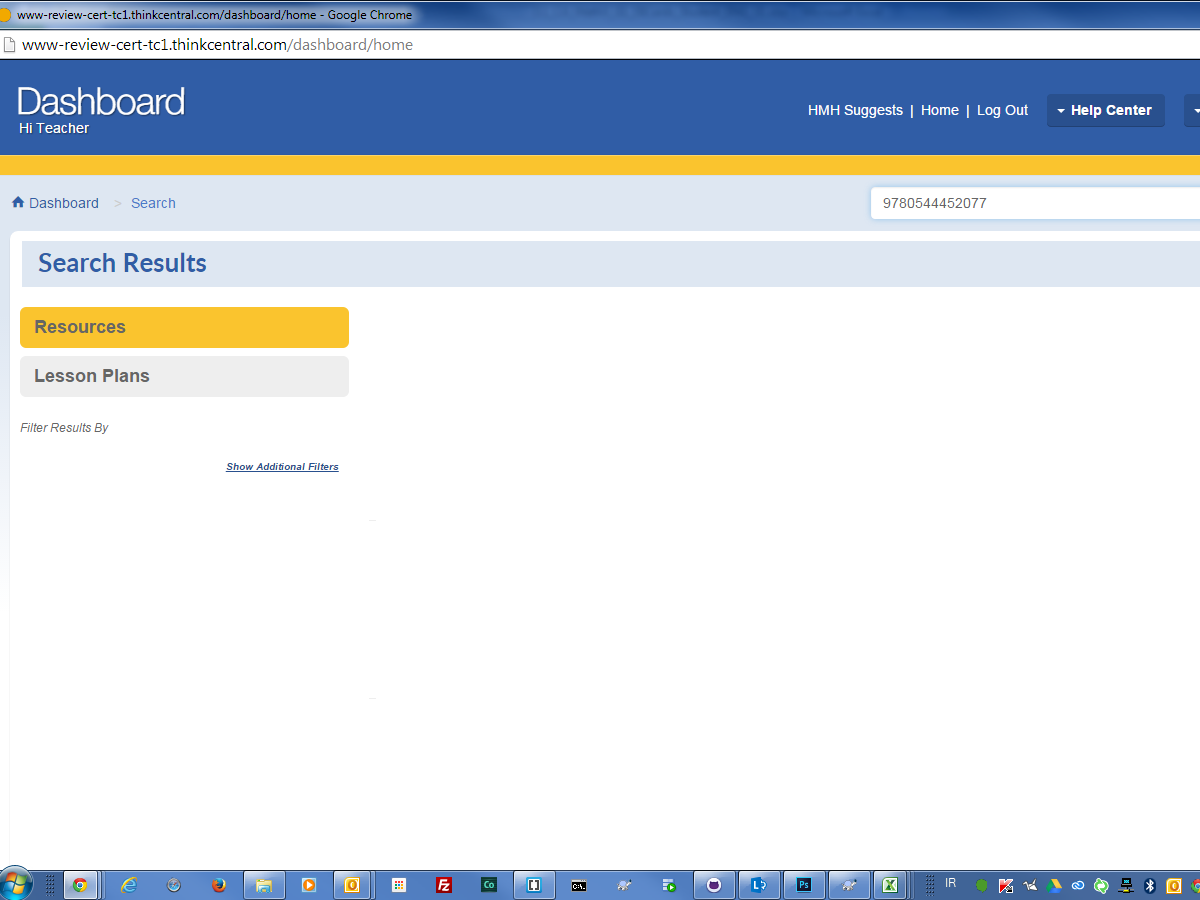 www-review-cert-tc1.thinkcentral.com/dashboard/home - Google Chrome
www-review-cert-tc1.thinkcentral.com/dashboard/home
Dashboard
Hi Teacher
HMH Suggests | Home | Log Out
Help Center
Dashboard > Search
9780544452077
Search Results
Resources
Lesson Plans
Filter Results By
Show Additional Filters
Co
C:\.
Ps
IR